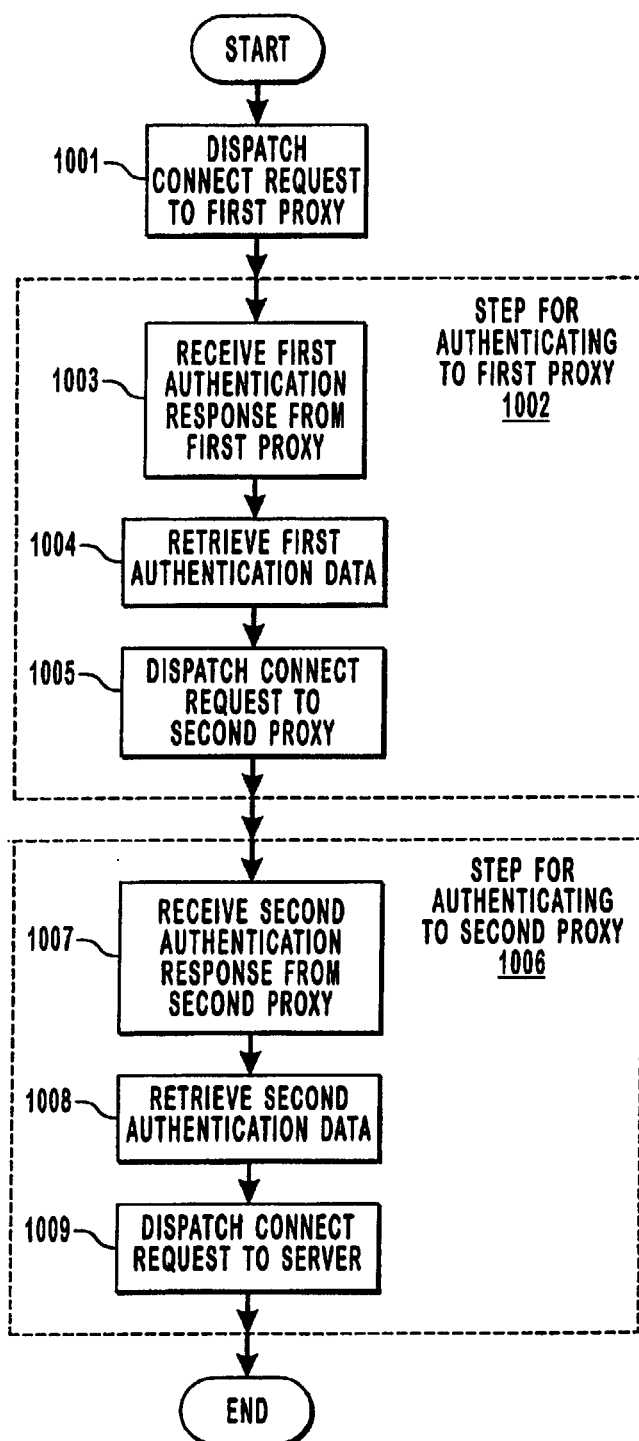 START
1001
DISPATCH
CONNECT REQUEST
TO FIRST PROXY
STEP FOR
AUTHENTICATING
TO FIRST PROXY
1002
1003
RECEIVE FIRST
AUTHENTICATION
RESPONSE FROM
FIRST PROXY
1004
RETRIEVE FIRST
AUTHENTICATION DATA
1005
DISPATCH CONNECT
REQUEST TO
SECOND PROXY
STEP FOR
AUTHENTICATING
TO SECOND PROXY
1006
1007
RECEIVE SECOND
AUTHENTICATION
RESPONSE FROM
SECOND PROXY
1008
RETRIEVE SECOND
AUTHENTICATION DATA
1009
DISPATCH CONNECT
REQUEST TO SERVER
END